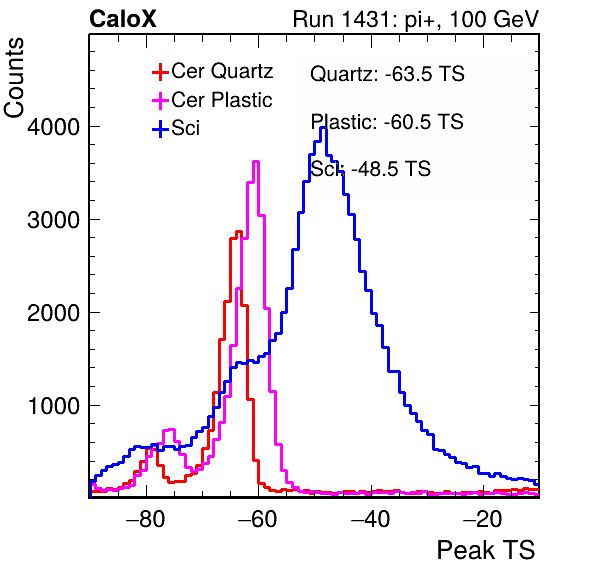 CaloX Run 1431: pi+, 100 GeV
Counts
Cer Quartz
Cer Plastic
Sci
Quartz: -63.5 TS
Plastic: -60.5 TS
Sci: -48.5 TS
4000
3000
2000
1000
−80 −60 −40 −20
Peak TS